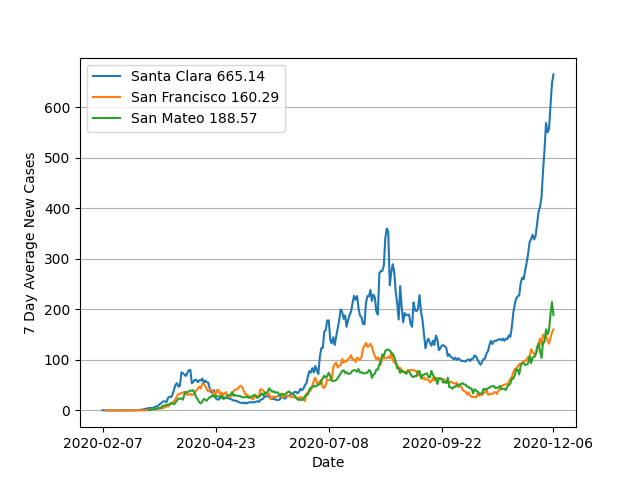 Santa Clara 665.14
San Francisco 160.29
San Mateo 188.57
7 Day Average New Cases
600
500
400
300
200
100
0
2020-02-07 2020-04-23 2020-07-08 2020-09-22 2020-12-06
Date